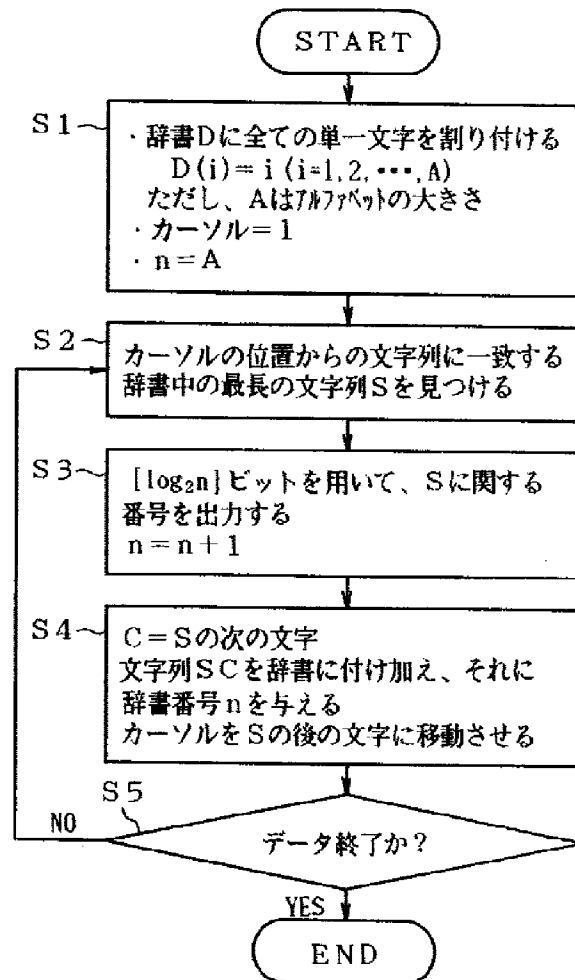 START
S1
・辞書Dに全ての単一文字を割り付ける
D(i)=i (i=1,2,・・・,A)
ただし、Aはアルファベットの大きさ
・カーソル=1
・n=A
S2
カーソルの位置からの文字列に一致する
辞書中の最長の文字列Sを見つける
S3
[log₂n]ビットを用いて、Sに関する
番号を出力する
n=n+1
S4
C=Sの次の文字
文字列SCを辞書に付け加え、それに
辞書番号nを与える
カーソルをSの後の文字に移動させる
S5
NO
データ終了か?
YES
END